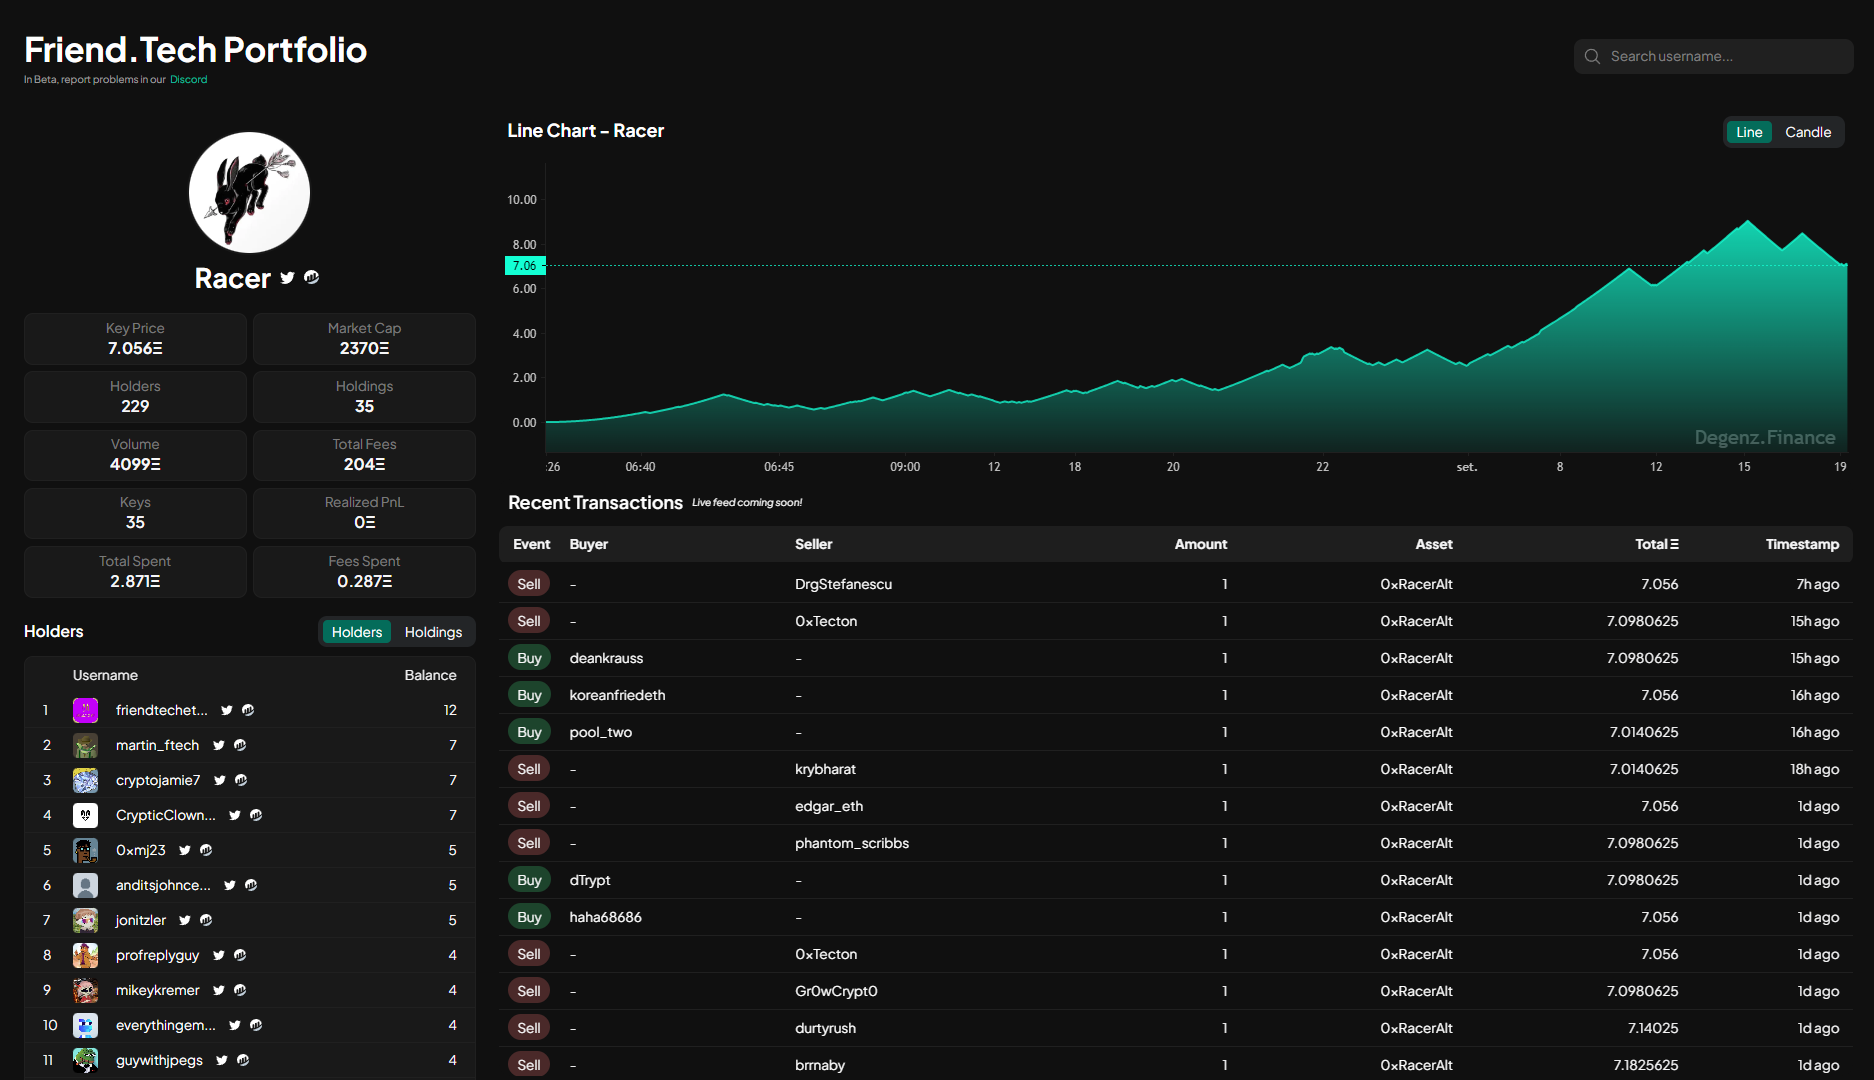 Friend.Tech Portfolio
In Beta, report problems in our Discord
Search username...
Racer
Key Price
7.056Ξ
Market Cap
2370Ξ
Holders
229
Holdings
35
Volume
4099Ξ
Total Fees
204Ξ
Keys
35
Realized PnL
0Ξ
Total Spent
2.871Ξ
Fees Spent
0.287Ξ
Holders
Holders Holdings
Username Balance
1 friendtechet... 12
2 martin_ftech 7
3 cryptojamie7 7
4 CrypticClown... 7
5 0xmj23 5
6 anditsjohnce... 5
7 jonitzler 5
8 profreplyguy 4
9 mikeykremer 4
10 everythingem... 4
11 guywithjpegs 4
Line Chart - Racer
Line Candle
10.00
8.00
7.06
6.00
4.00
2.00
0.00
Degenz.Finance
:26 06:40 06:45 09:00 12 18 20 22 set. 8 12 15 19
Recent Transactions Live feed coming soon!
Event Buyer Seller Amount Asset Total Ξ Timestamp
Sell - DrgStefanescu 1 0xRacerAlt 7.056 7h ago
Sell - 0xTecton 1 0xRacerAlt 7.0980625 15h ago
Buy deankrauss - 1 0xRacerAlt 7.0980625 15h ago
Buy koreanfriedeth - 1 0xRacerAlt 7.056 16h ago
Buy pool_two - 1 0xRacerAlt 7.0140625 16h ago
Sell - krybharat 1 0xRacerAlt 7.0140625 18h ago
Sell - edgar_eth 1 0xRacerAlt 7.056 1d ago
Sell - phantom_scribbs 1 0xRacerAlt 7.0980625 1d ago
Buy dTrypt - 1 0xRacerAlt 7.0980625 1d ago
Buy haha68686 - 1 0xRacerAlt 7.056 1d ago
Sell - 0xTecton 1 0xRacerAlt 7.056 1d ago
Sell - Gr0wCrypt0 1 0xRacerAlt 7.0980625 1d ago
Sell - durtyrush 1 0xRacerAlt 7.14025 1d ago
Sell - brrnaby 1 0xRacerAlt 7.1825625 1d ago